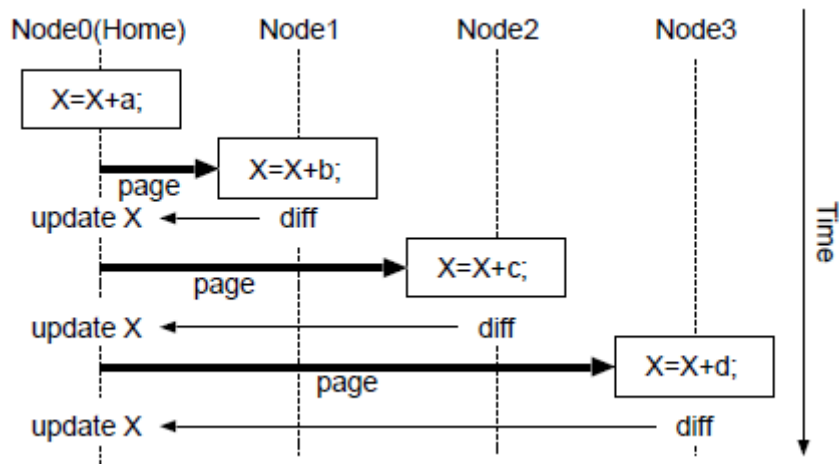 Node0(Home) Node1 Node2 Node3
X=X+a;
X=X+b;
page
update X diff
X=X+c;
page
update X diff
X=X+d;
page
update X diff
Time